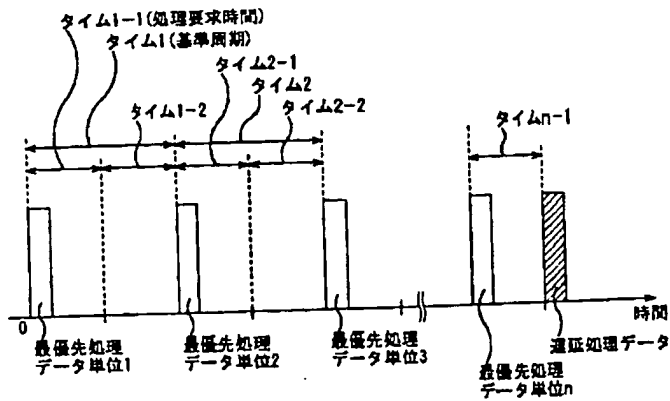 タイム1-1(処理要求時間)
タイム1(基準周期)
タイム2-1
タイム2
タイム1-2
タイム2-2
タイムn-1
0
時間
最優先処理
データ単位1
最優先処理
データ単位2
最優先処理
データ単位3
最優先処理
データ単位n
遅延処理データ